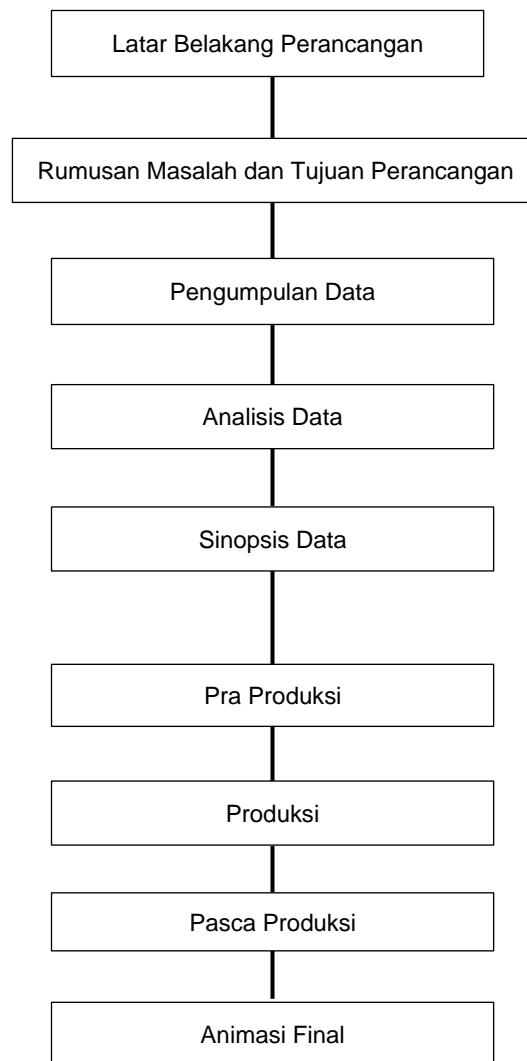 Latar Belakang Perancangan
Rumusan Masalah dan Tujuan Perancangan
Pengumpulan Data
Analisis Data
Sinopsis Data
Pra Produksi
Produksi
Pasca Produksi
Animasi Final